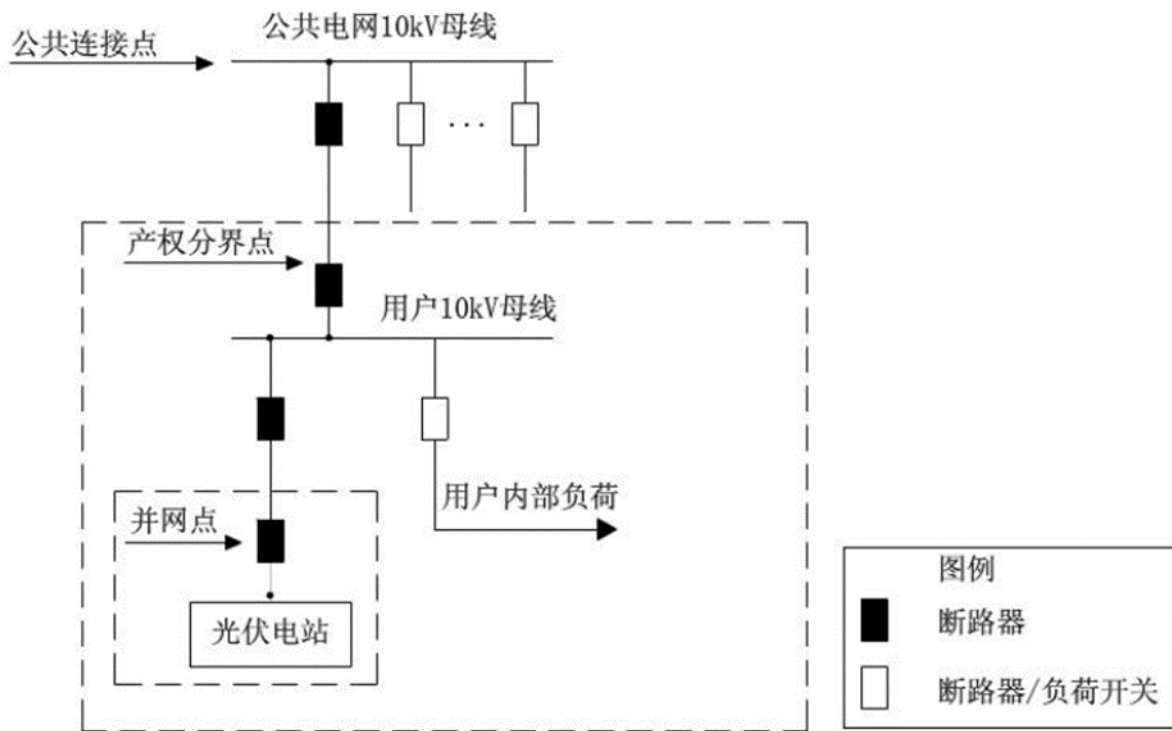 公共电网10kV母线
公共连接点
···
产权分界点
用户10kV母线
并网点
用户内部负荷
光伏电站
图例
断路器
断路器/负荷开关